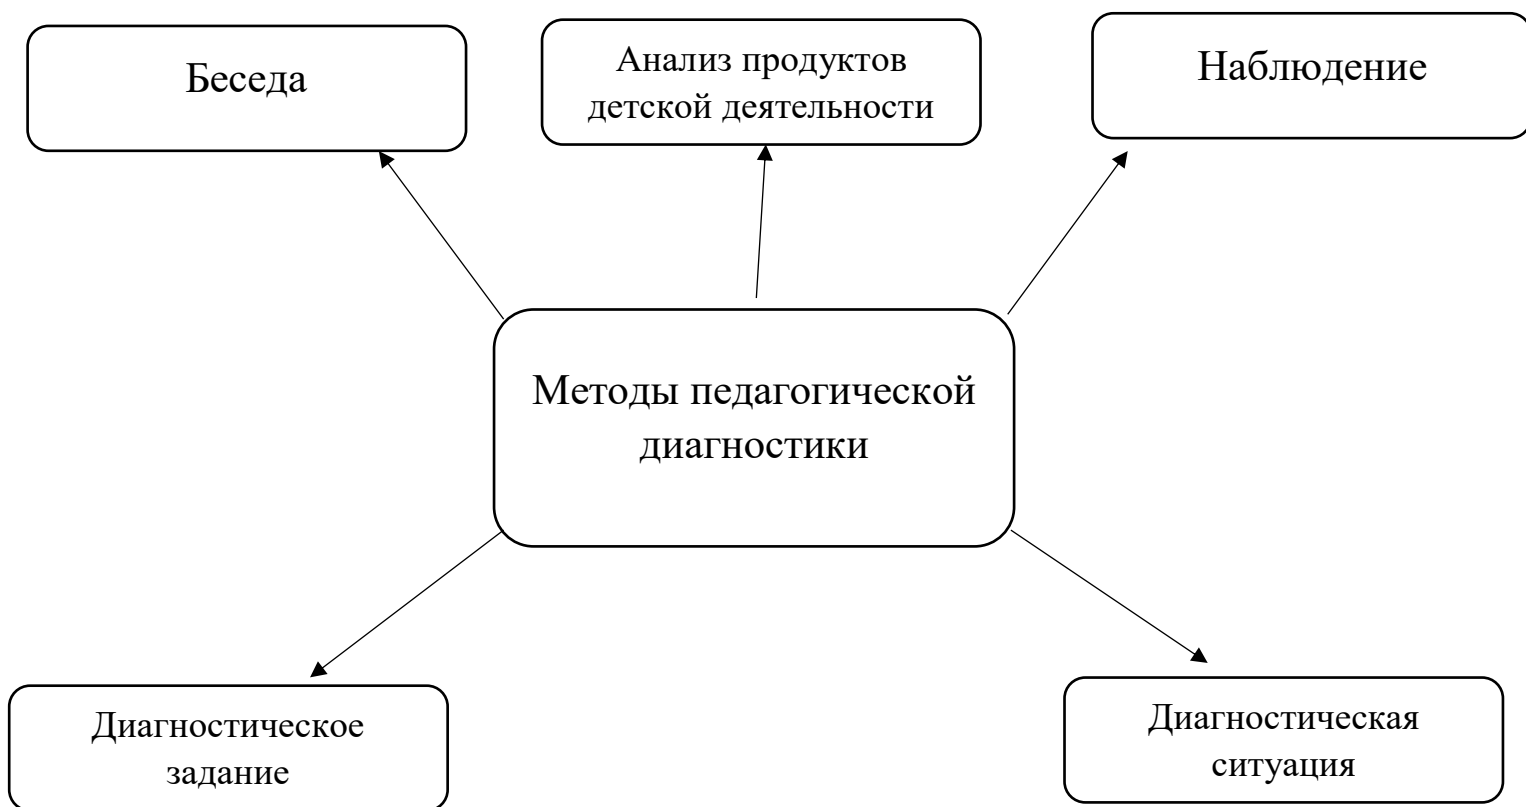 Беседа
Анализ продуктов
детской деятельности
Наблюдение
Методы педагогической
диагностики
Диагностическое
задание
Диагностическая
ситуация